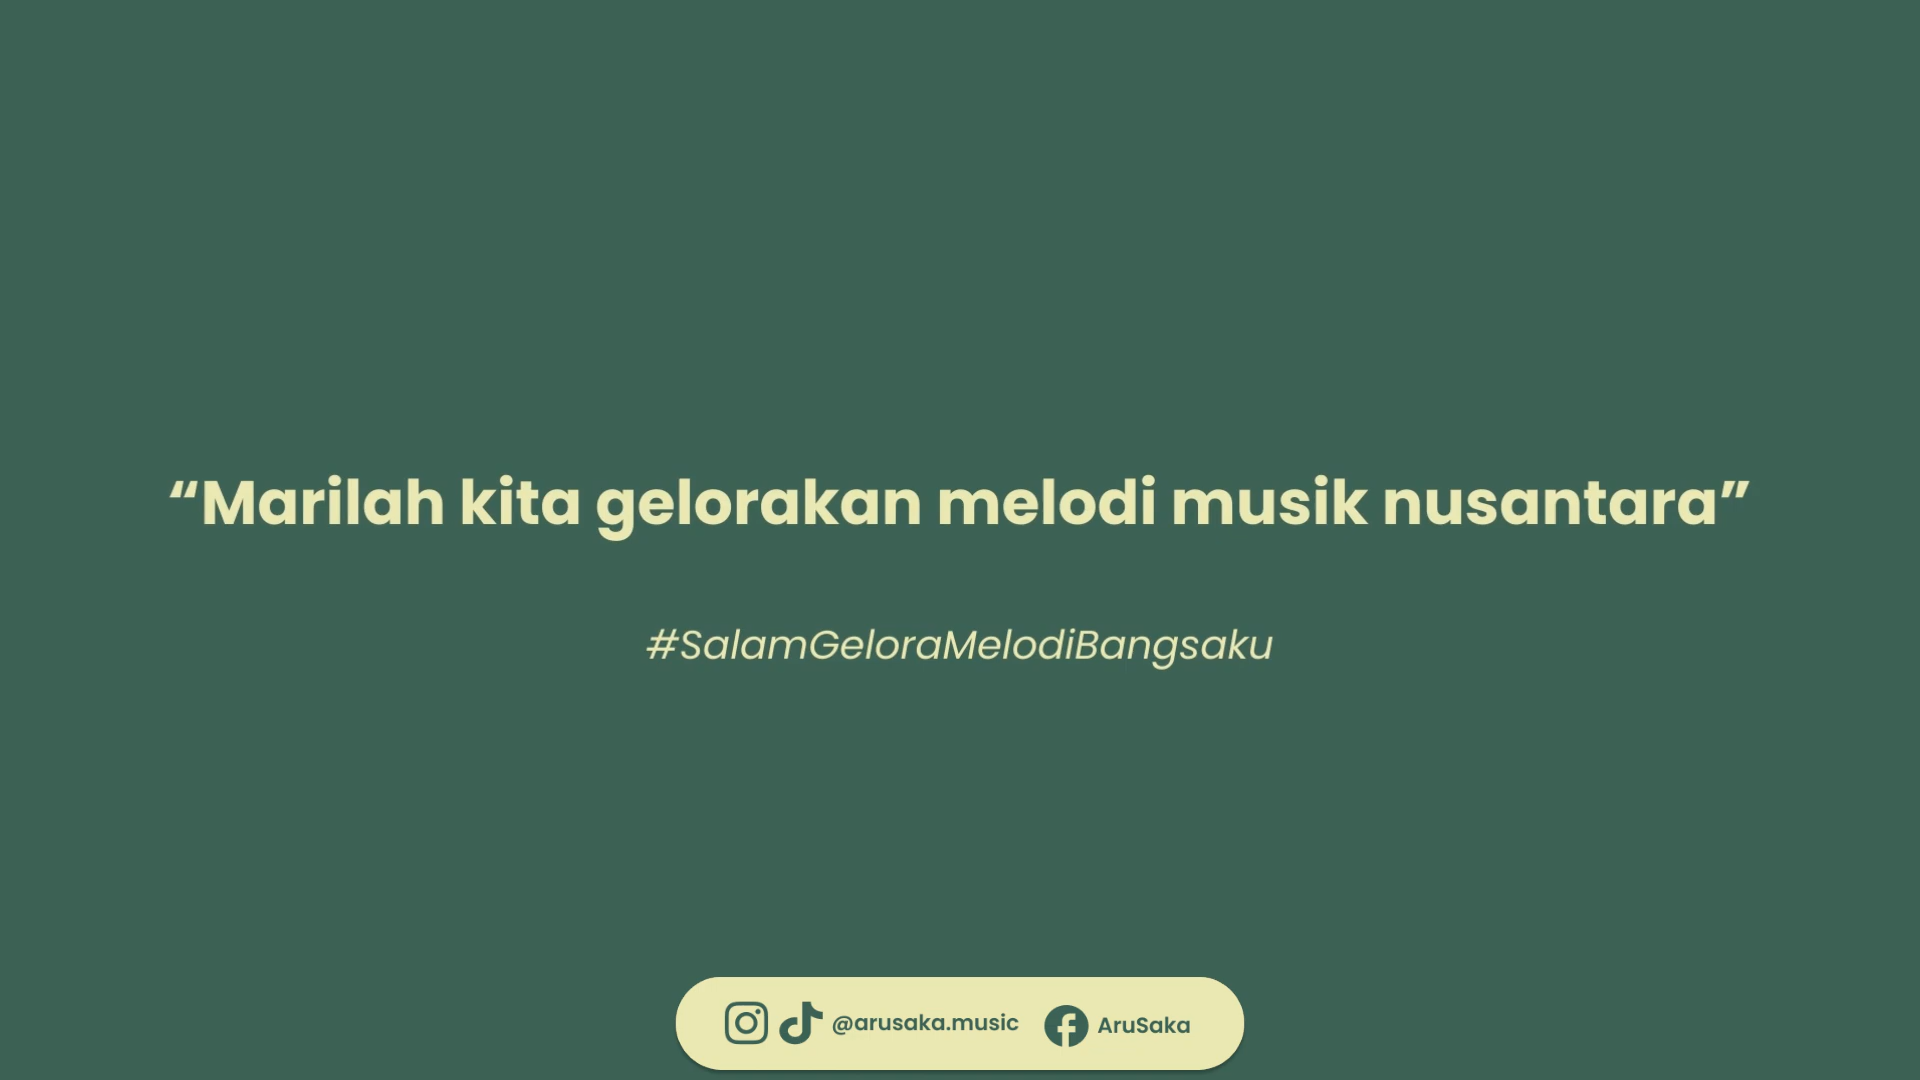 “Marilah kita gelorakan melodi musik nusantara”
#SalamGeloraMelodiBangsaku
@arusaka.music AruSaka